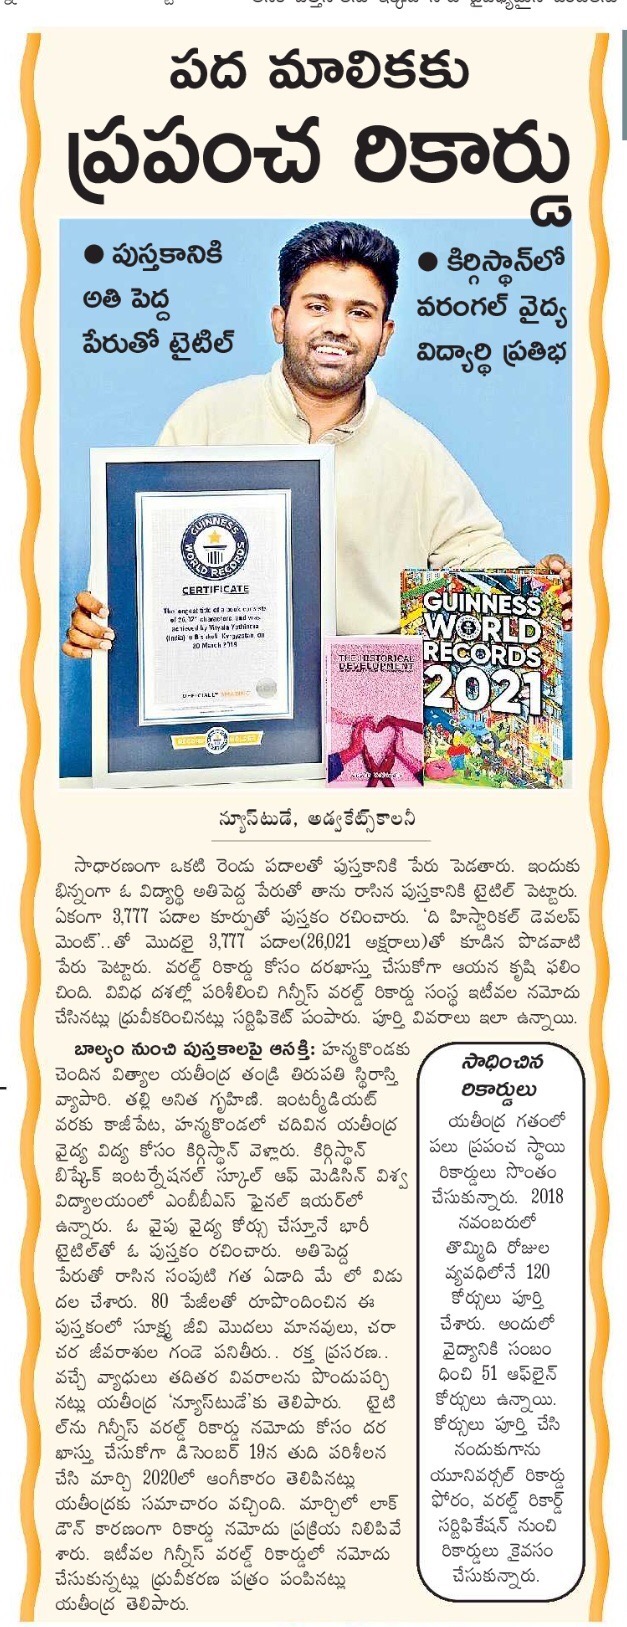 పద మాలికకు
ప్రపంచ రికార్డు
● పుస్తకానికి
అతి పెద్ద
పేరుతో టైటిల్
● కిర్గిస్థాన్‌లో
వరంగల్ వైద్య
విద్యార్థి ప్రతిభ
GUINNESS
WORLD RECORDS
CERTIFICATE
The longest title of a book consists
of 26,021 characters and was
achieved by Vityala Yethindra
(India) in Bishkek, Kyrgyzstan, on
20 March 2019
OFFICIALLY AMAZING
THE HISTORICAL
DEVELOPMENT
GUINNESS
WORLD
RECORDS
2021
న్యూస్‌టుడే, అడ్వకేట్స్‌కాలనీ
సాధారణంగా ఒకటి రెండు పదాలతో పుస్తకానికి పేరు పెడతారు. ఇందుకు
భిన్నంగా ఓ విద్యార్థి అతిపెద్ద పేరుతో తాను రాసిన పుస్తకానికి టైటిల్ పెట్టారు.
ఏకంగా 3,777 పదాల కూర్పుతో పుస్తకం రచించారు. ‘ది హిస్టారికల్ డెవలప్
మెంట్’..తో మొదలై 3,777 పదాల(26,021 అక్షరాలు)తో కూడిన పొడవాటి
పేరు పెట్టారు. వరల్డ్ రికార్డు కోసం దరఖాస్తు చేసుకోగా ఆయన కృషి ఫలిం
చింది. వివిధ దశల్లో పరిశీలించి గిన్నీస్ వరల్డ్ రికార్డు సంస్థ ఇటీవల నమోదు
చేసినట్లు ధ్రువీకరించినట్లు సర్టిఫికెట్ పంపారు. పూర్తి వివరాలు ఇలా ఉన్నాయి.
బాల్యం నుంచి పుస్తకాలపై ఆసక్తి: హన్మకొండకు
చెందిన విత్యాల యతీంద్ర తండ్రి తిరుపతి స్థిరాస్తి
వ్యాపారి. తల్లి అనిత గృహిణి. ఇంటర్మీడియట్
వరకు కాజీపేట, హన్మకొండలో చదివిన యతీంద్ర
వైద్య విద్య కోసం కిర్గిస్థాన్ వెళ్లారు. కిర్గిస్థాన్
బిష్కేక్ ఇంటర్నేషనల్ స్కూల్ ఆఫ్ మెడిసిన్ విశ్వ
విద్యాలయంలో ఎంబీబీఎస్ ఫైనల్ ఇయర్‌లో
ఉన్నారు. ఓ వైపు వైద్య కోర్సు చేస్తూనే భారీ
టైటిల్‌తో ఓ పుస్తకం రచించారు. అతిపెద్ద
పేరుతో రాసిన సంపుటి గత ఏడాది మే లో విడు
దల చేశారు. 80 పేజీలతో రూపొందించిన ఈ
పుస్తకంలో సూక్ష్మ జీవి మొదలు మానవులు, చరా
చర జీవరాశుల గుండె పనితీరు.. రక్త ప్రసరణ..
వచ్చే వ్యాధులు తదితర వివరాలను పొందుపర్చి
నట్లు యతీంద్ర ‘న్యూస్‌టుడే’కు తెలిపారు. టైటి
ల్‌ను గిన్నీస్ వరల్డ్ రికార్డు నమోదు కోసం దర
ఖాస్తు చేసుకోగా డిసెంబర్ 19న తుది పరిశీలన
చేసి మార్చి 2020లో అంగీకారం తెలిపినట్లు
యతీంద్రకు సమాచారం వచ్చింది. మార్చిలో లాక్
డౌన్ కారణంగా రికార్డు నమోదు ప్రక్రియ నిలిపివే
శారు. ఇటీవల గిన్నీస్ వరల్డ్ రికార్డులో నమోదు
చేసుకున్నట్లు ధ్రువీకరణ పత్రం పంపినట్లు
యతీంద్ర తెలిపారు.
సాధించిన
రికార్డులు
యతీంద్ర గతంలో
పలు ప్రపంచ స్థాయి
రికార్డులు సొంతం
చేసుకున్నారు. 2018
నవంబరులో
తొమ్మిది రోజుల
వ్యవధిలోనే 120
కోర్సులు పూర్తి
చేశారు. అందులో
వైద్యానికి సంబం
ధించి 51 ఆఫ్‌లైన్
కోర్సులు ఉన్నాయి.
కోర్సులు పూర్తి చేసి
నందుకుగాను
యూనివర్సల్ రికార్డు
ఫోరం, వరల్డ్ రికార్డ్
సర్టిఫికేషన్ నుంచి
రికార్డులు కైవసం
చేసుకున్నారు.